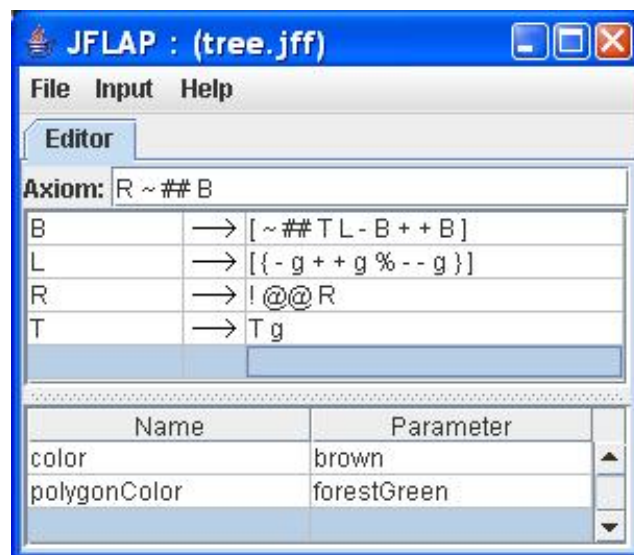 JFLAP : (tree.jff)
File Input Help
Editor
Axiom: R ~ ## B
B → [ ~ ## T L - B + + B ]
L → [{ - g + + g % - - g }]
R → ! @@ R
T → T g
Name Parameter
color brown
polygonColor forestGreen